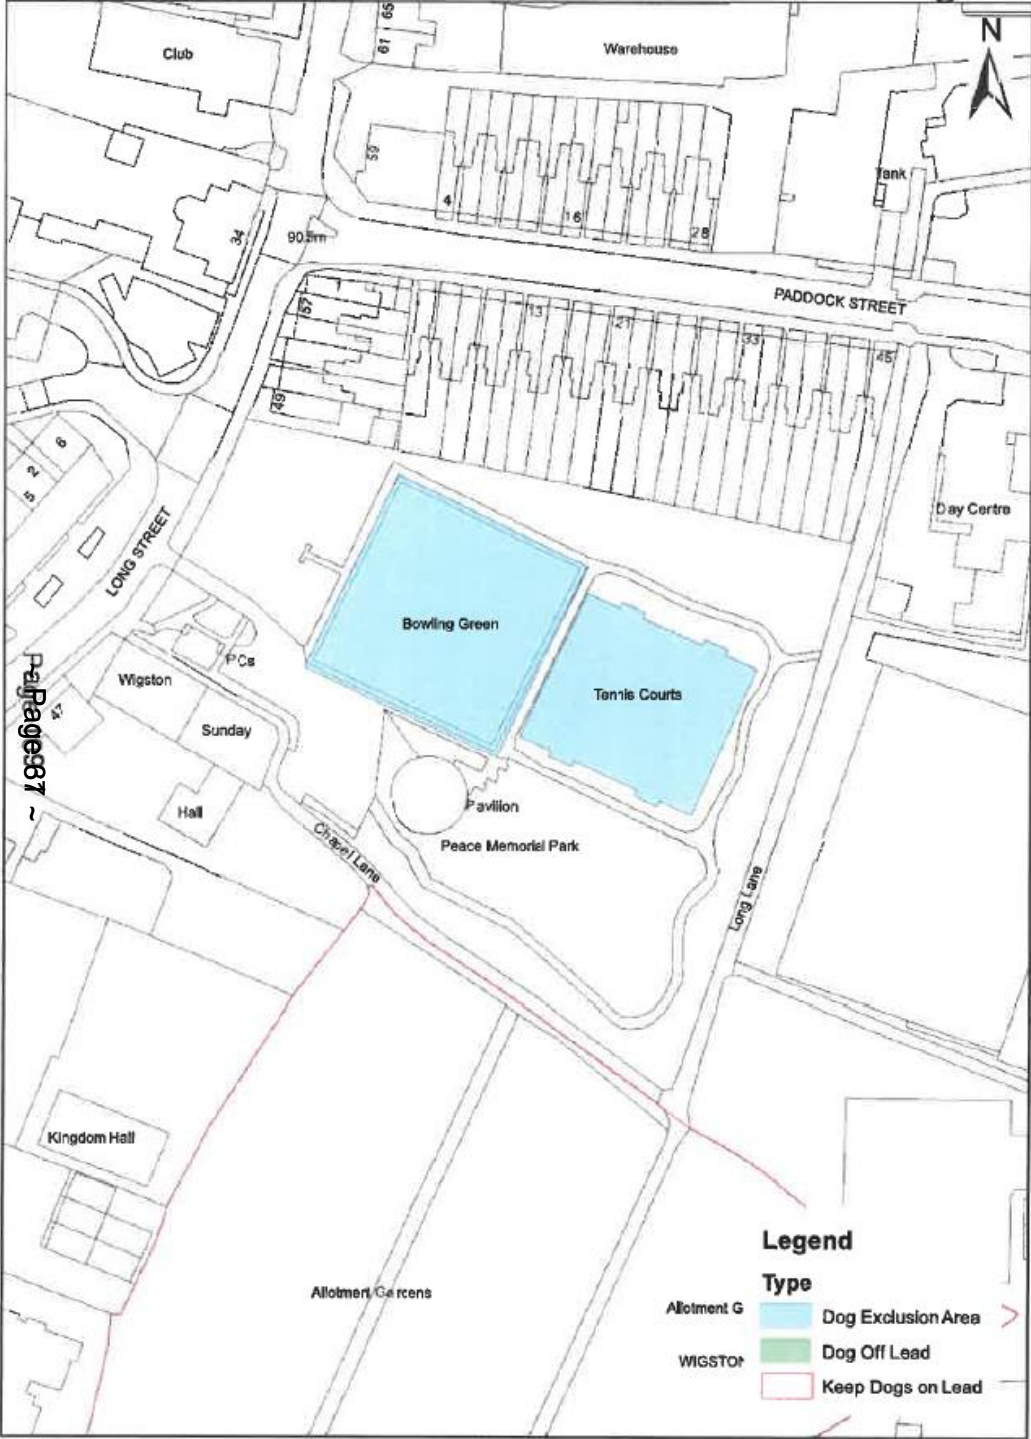 N
Club
65
61
Warehouse
59
Tank
4
16
28
34
90.5m
PADDOCK STREET
57
13
21
33
45
49
6
2
5
Day Centre
LONG STREET
Bowling Green
PCs
Wigston
Tennis Courts
47
Sunday
Hall
Pavilion
Peace Memorial Park
Chapel Lane
Long Lane
Kingdom Hall
Allotment Gardens
Legend
Type
Allotment G
Dog Exclusion Area
WIGSTON
Dog Off Lead
Keep Dogs on Lead